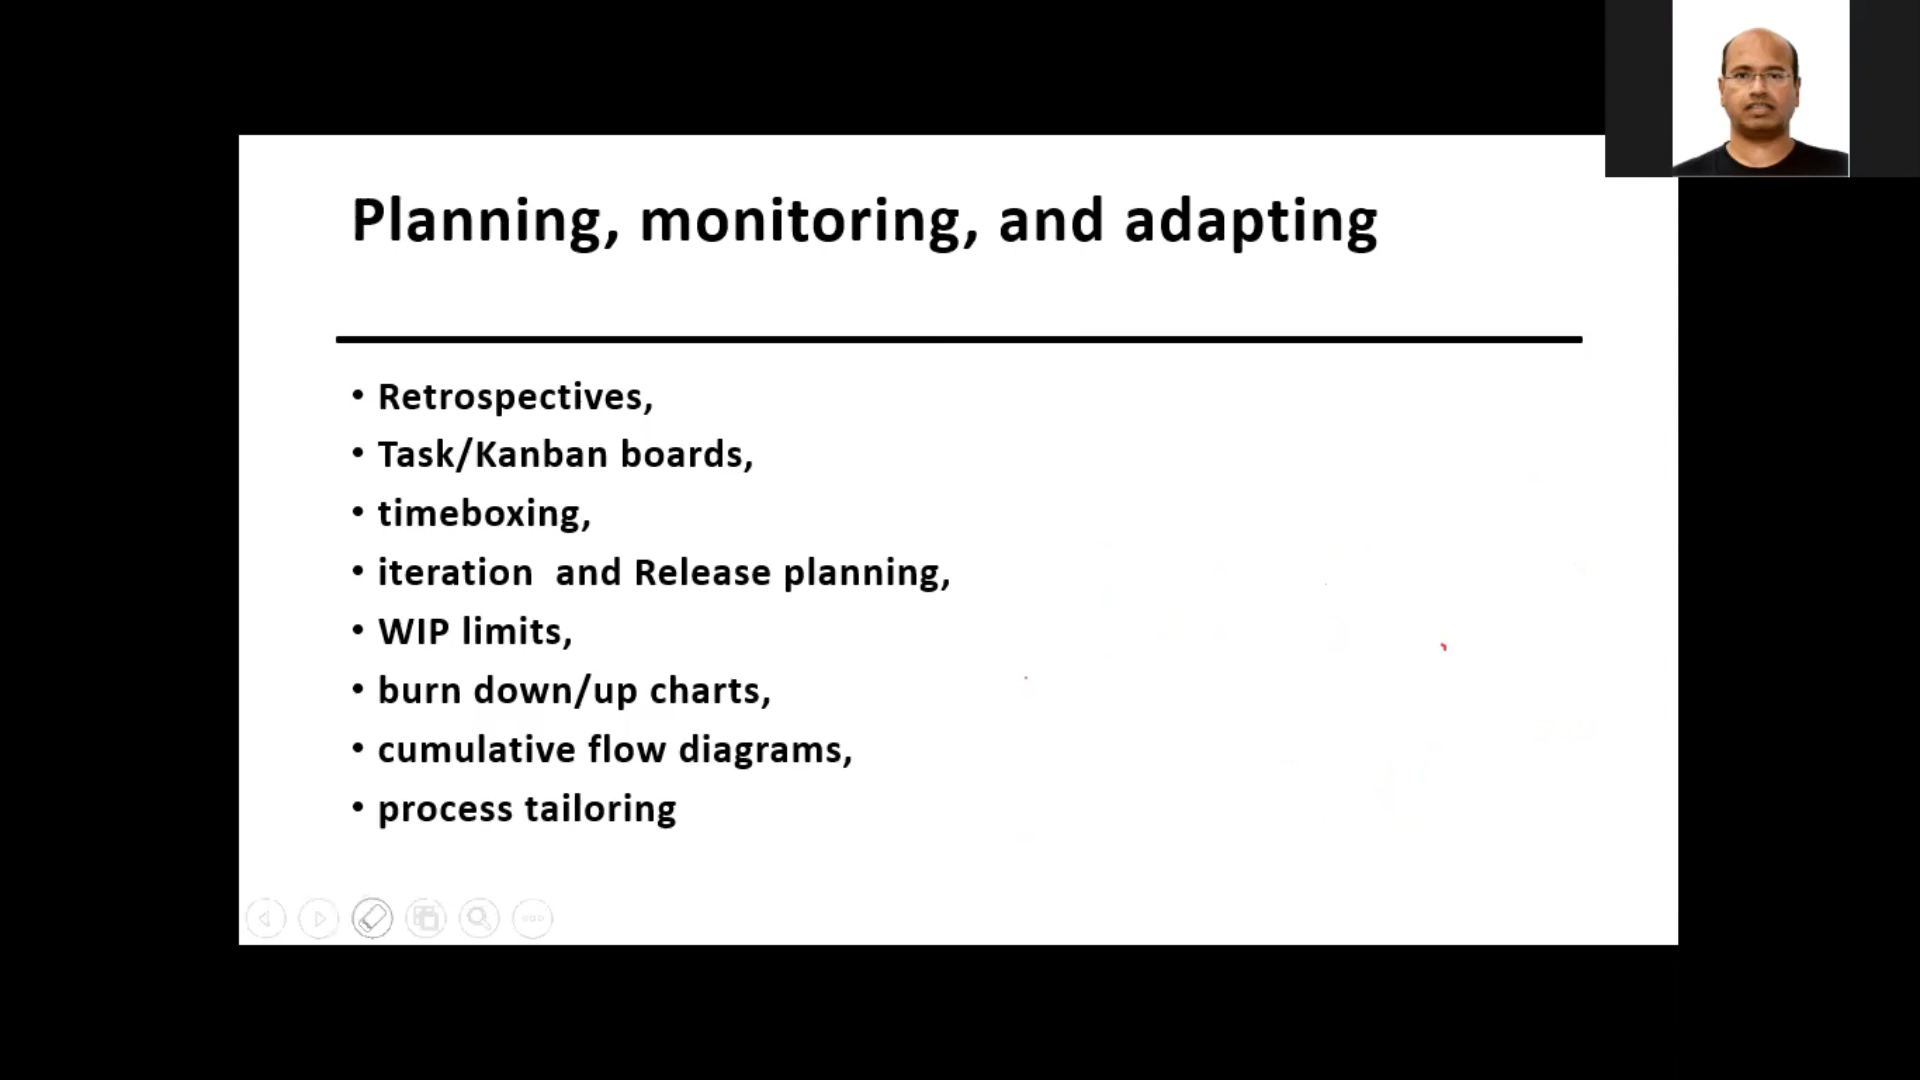 Planning, monitoring, and adapting
• Retrospectives,
• Task/Kanban boards,
• timeboxing,
• iteration  and Release planning,
• WIP limits,
• burn down/up charts,
• cumulative flow diagrams,
• process tailoring